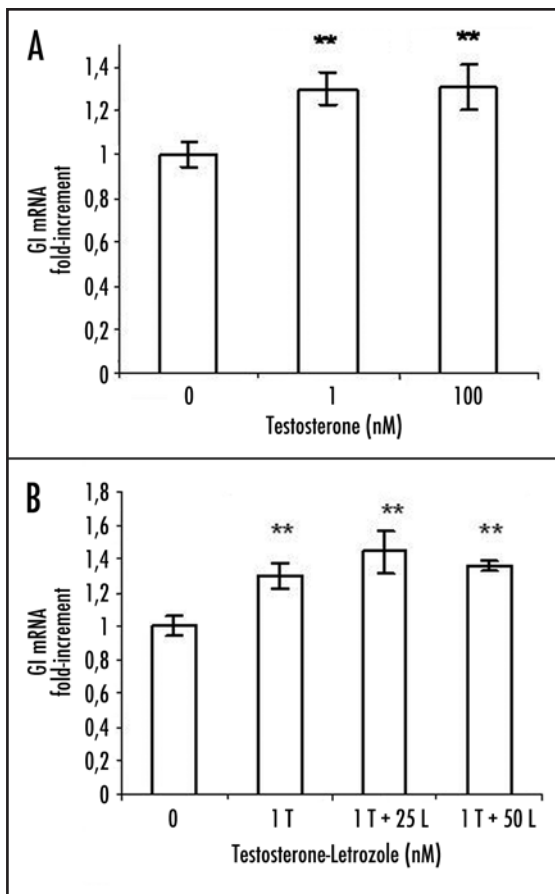 A
** **
1,4
1,2
1
0,8
0,6
0,4
0,2
0
GI mRNA
fold-increment
0 1 100
Testosterone (nM)
B
1,8
1,6
1,4
1,2
1
0,8
0,6
0,4
0,2
0
** ** **
GI mRNA
fold-increment
0 1 T 1 T + 25 L 1 T + 50 L
Testosterone-Letrozole (nM)